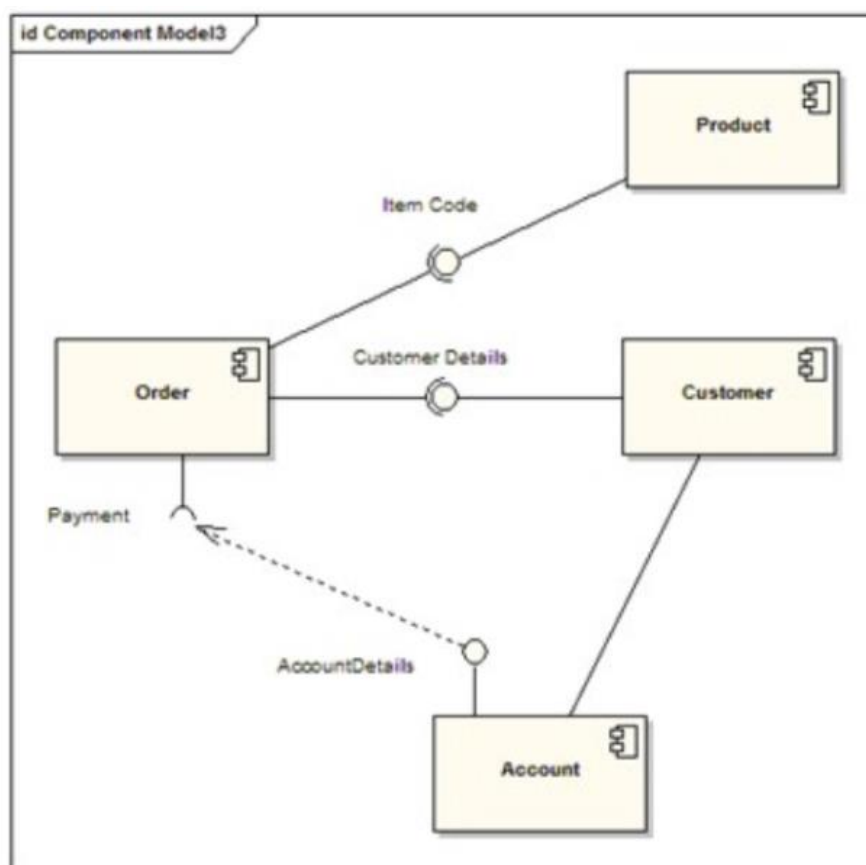 id Component Model3
Product
Item Code
Customer Details
Order
Customer
Payment
AccountDetails
Account